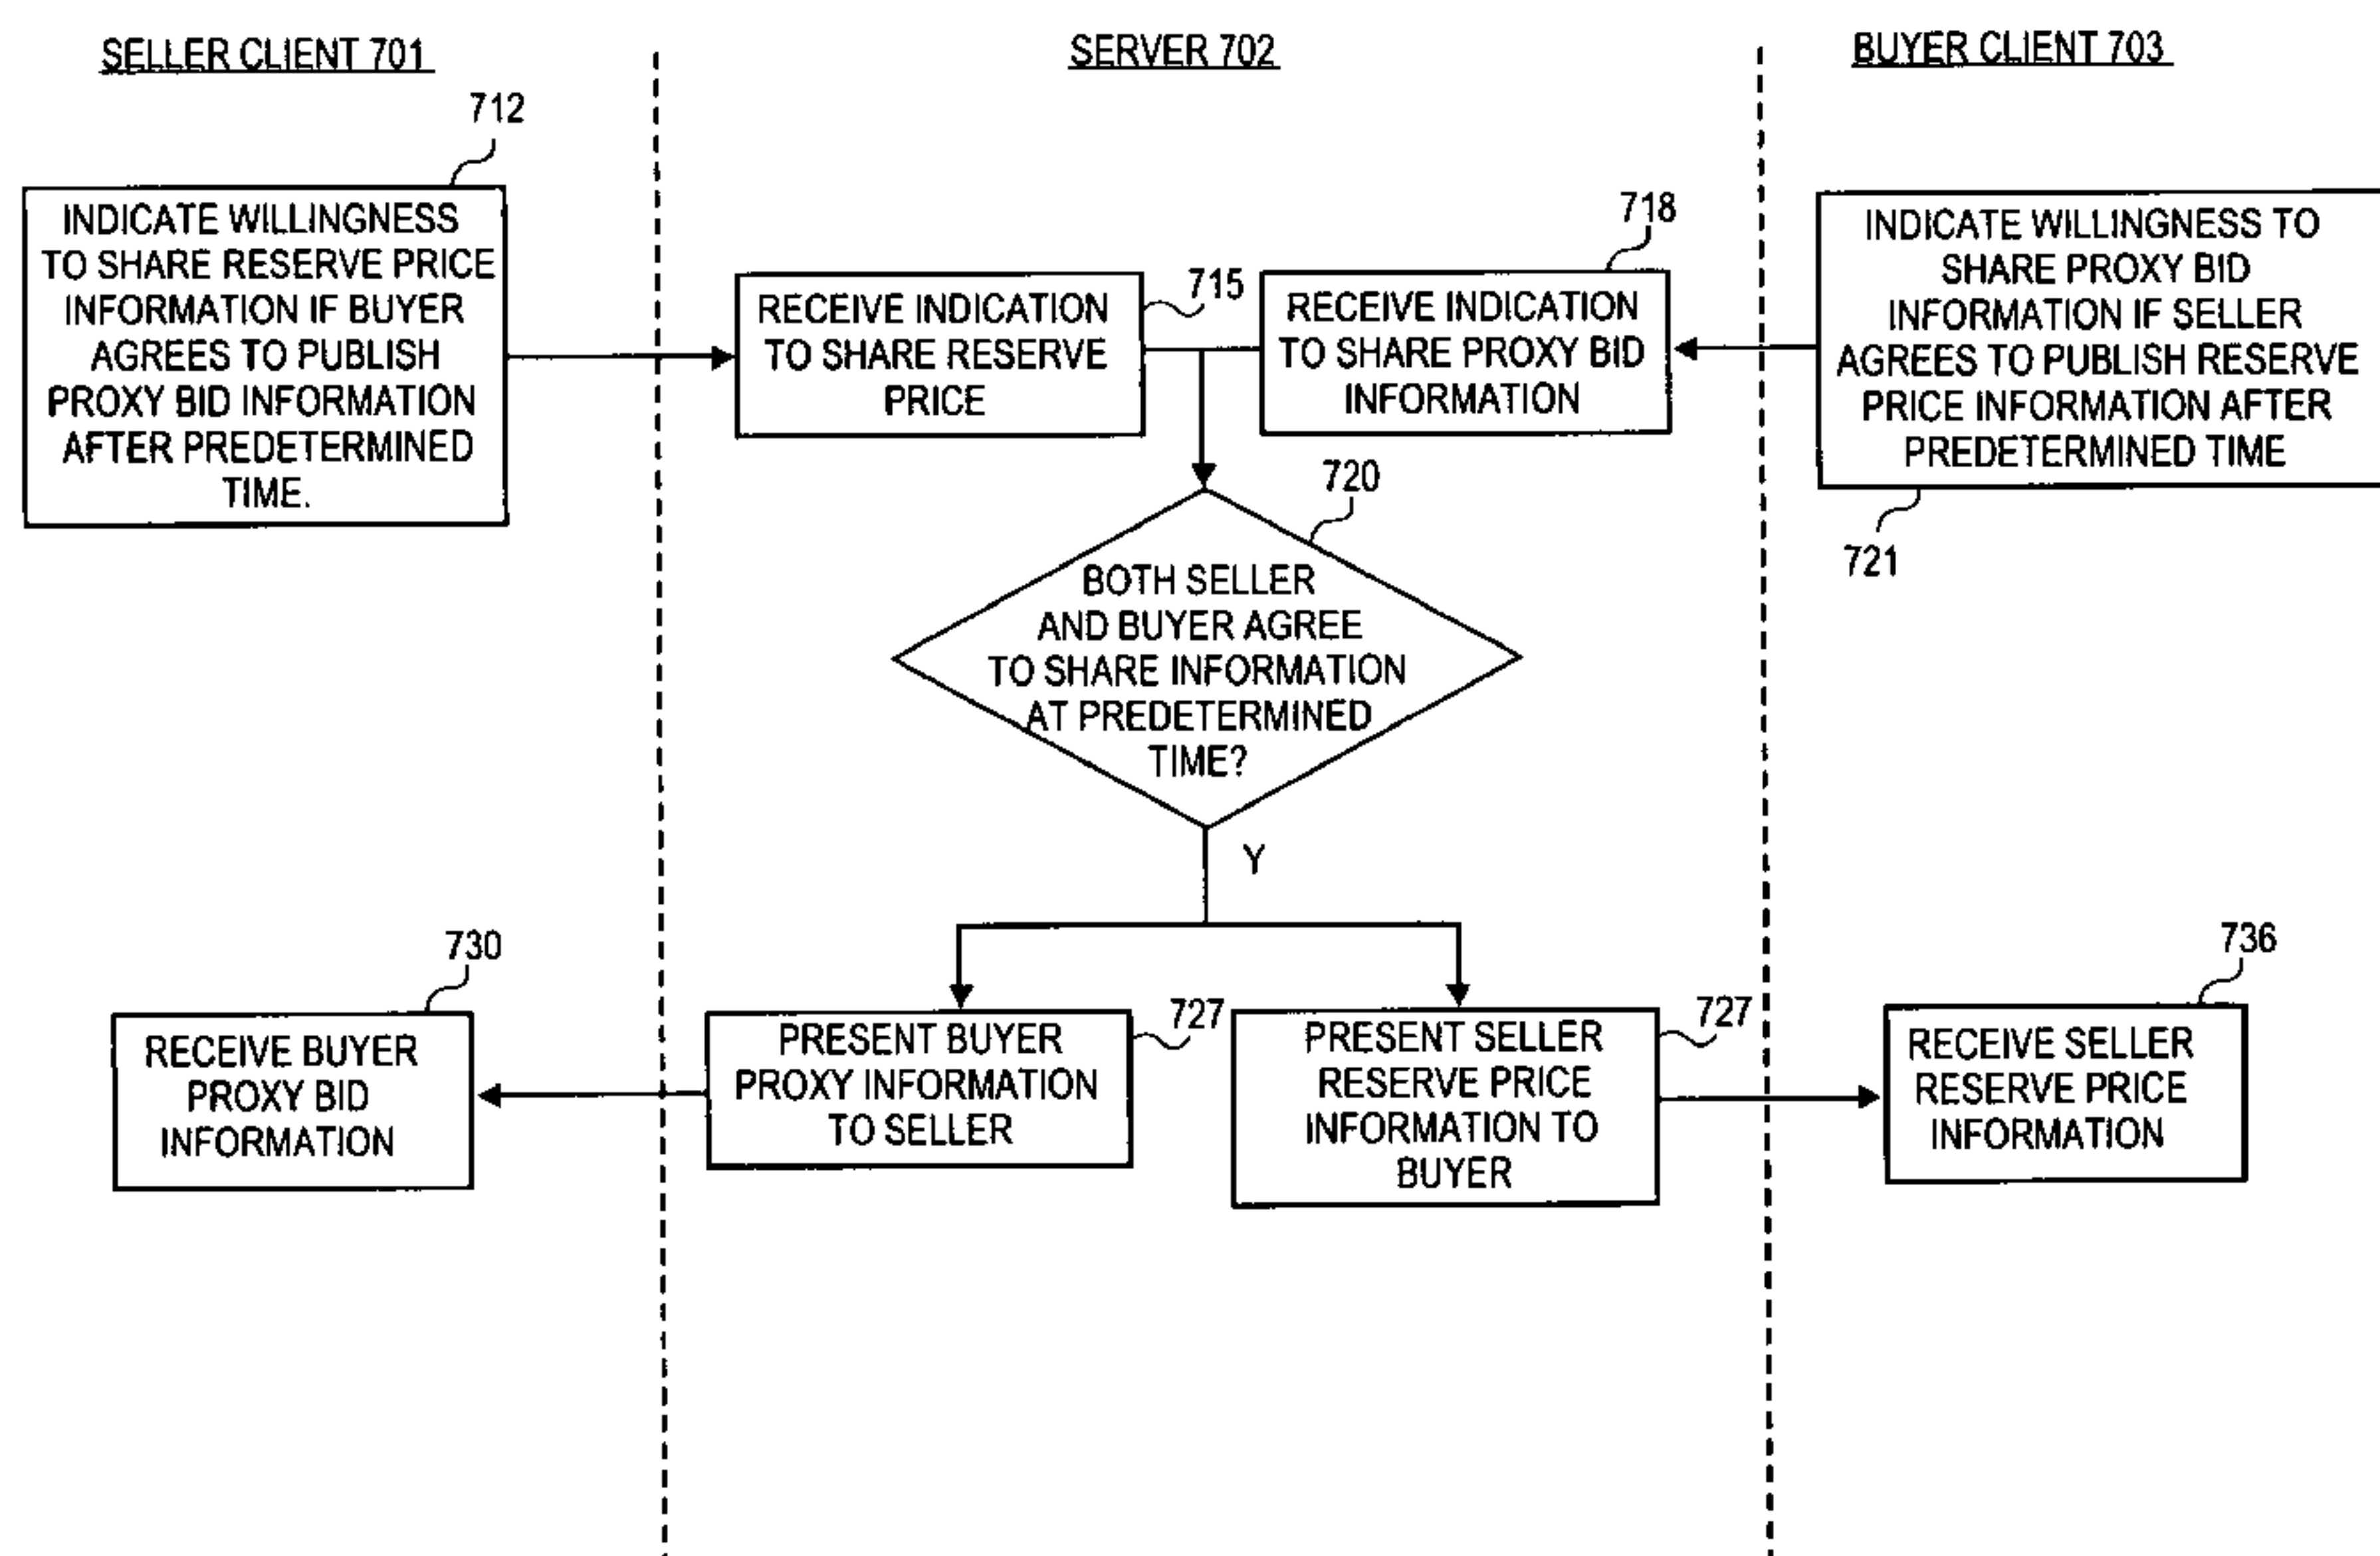 SELLER CLIENT 701
SERVER 702
BUYER CLIENT 703
712
INDICATE WILLINGNESS
TO SHARE RESERVE PRICE
INFORMATION IF BUYER
AGREES TO PUBLISH
PROXY BID INFORMATION
AFTER PREDETERMINED
TIME.
715
RECEIVE INDICATION
TO SHARE RESERVE
PRICE
718
RECEIVE INDICATION
TO SHARE PROXY BID
INFORMATION
INDICATE WILLINGNESS TO
SHARE PROXY BID
INFORMATION IF SELLER
AGREES TO PUBLISH RESERVE
PRICE INFORMATION AFTER
PREDETERMINED TIME
721
720
BOTH SELLER
AND BUYER AGREE
TO SHARE INFORMATION
AT PREDETERMINED
TIME?
Y
730
RECEIVE BUYER
PROXY BID
INFORMATION
727
PRESENT BUYER
PROXY INFORMATION
TO SELLER
727
PRESENT SELLER
RESERVE PRICE
INFORMATION TO
BUYER
736
RECEIVE SELLER
RESERVE PRICE
INFORMATION